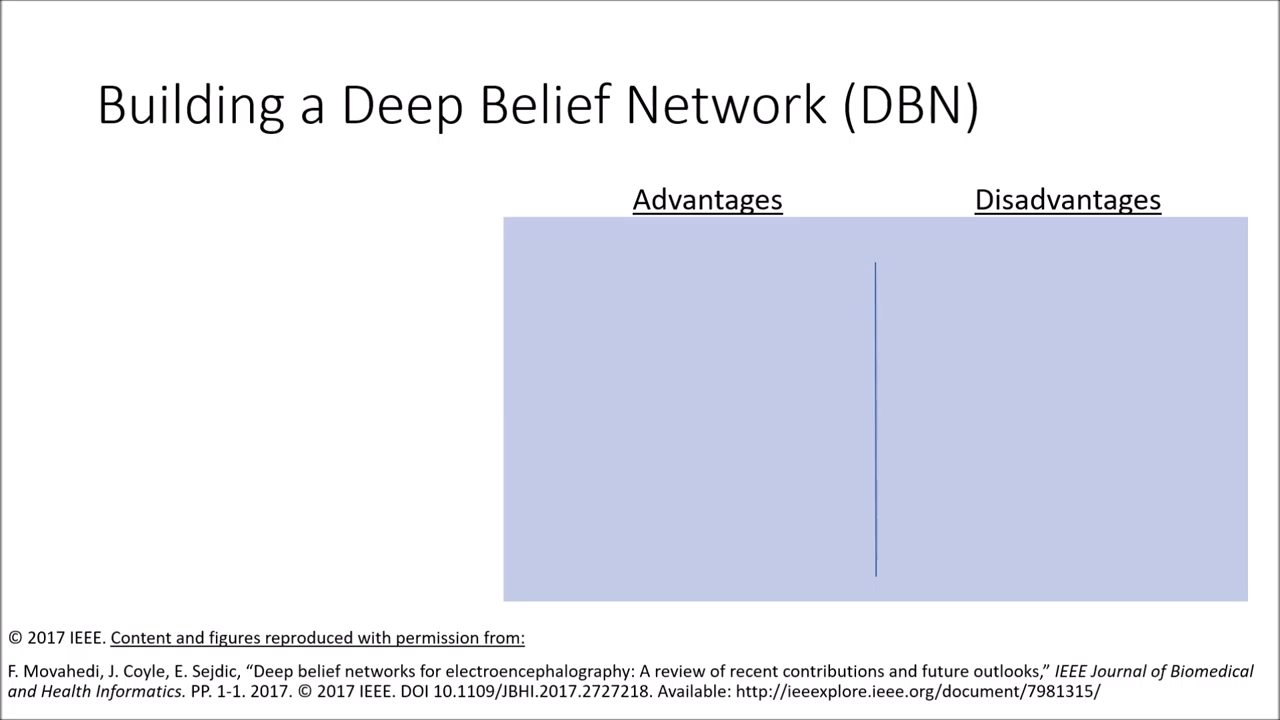 Building a Deep Belief Network (DBN)
Advantages
Disadvantages
© 2017 IEEE. Content and figures reproduced with permission from:
F. Movahedi, J. Coyle, E. Sejdic, “Deep belief networks for electroencephalography: A review of recent contributions and future outlooks,” IEEE Journal of Biomedical
and Health Informatics. PP. 1-1. 2017. © 2017 IEEE. DOI 10.1109/JBHI.2017.2727218. Available: http://ieeexplore.ieee.org/document/7981315/